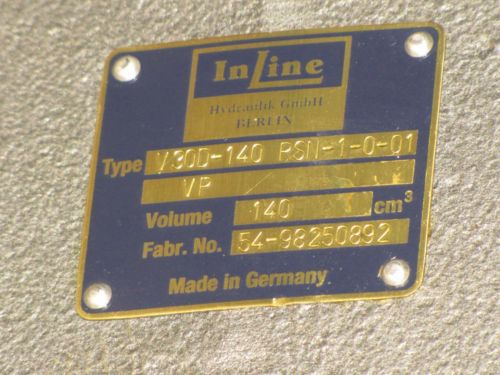 InLine
Hydraulik GmbH
BERLIN
Type V30D-140 RSN-1-0-01
VP
Volume 140 cm³
Fabr. No. 54-98250892
Made in Germany